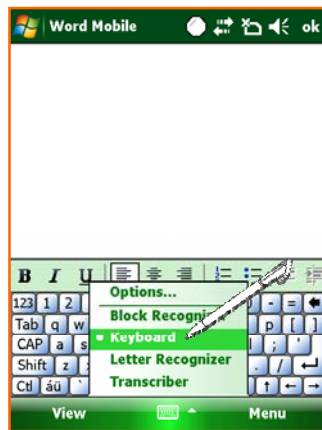 Word Mobile ok
B I U
Options...
123 1 2 - =
Block Recognizer
Tab q w p [ ]
Keyboard
CAP a s ; '
Letter Recognizer
Shift z . /
Transcriber
Ctl áü `
View Menu